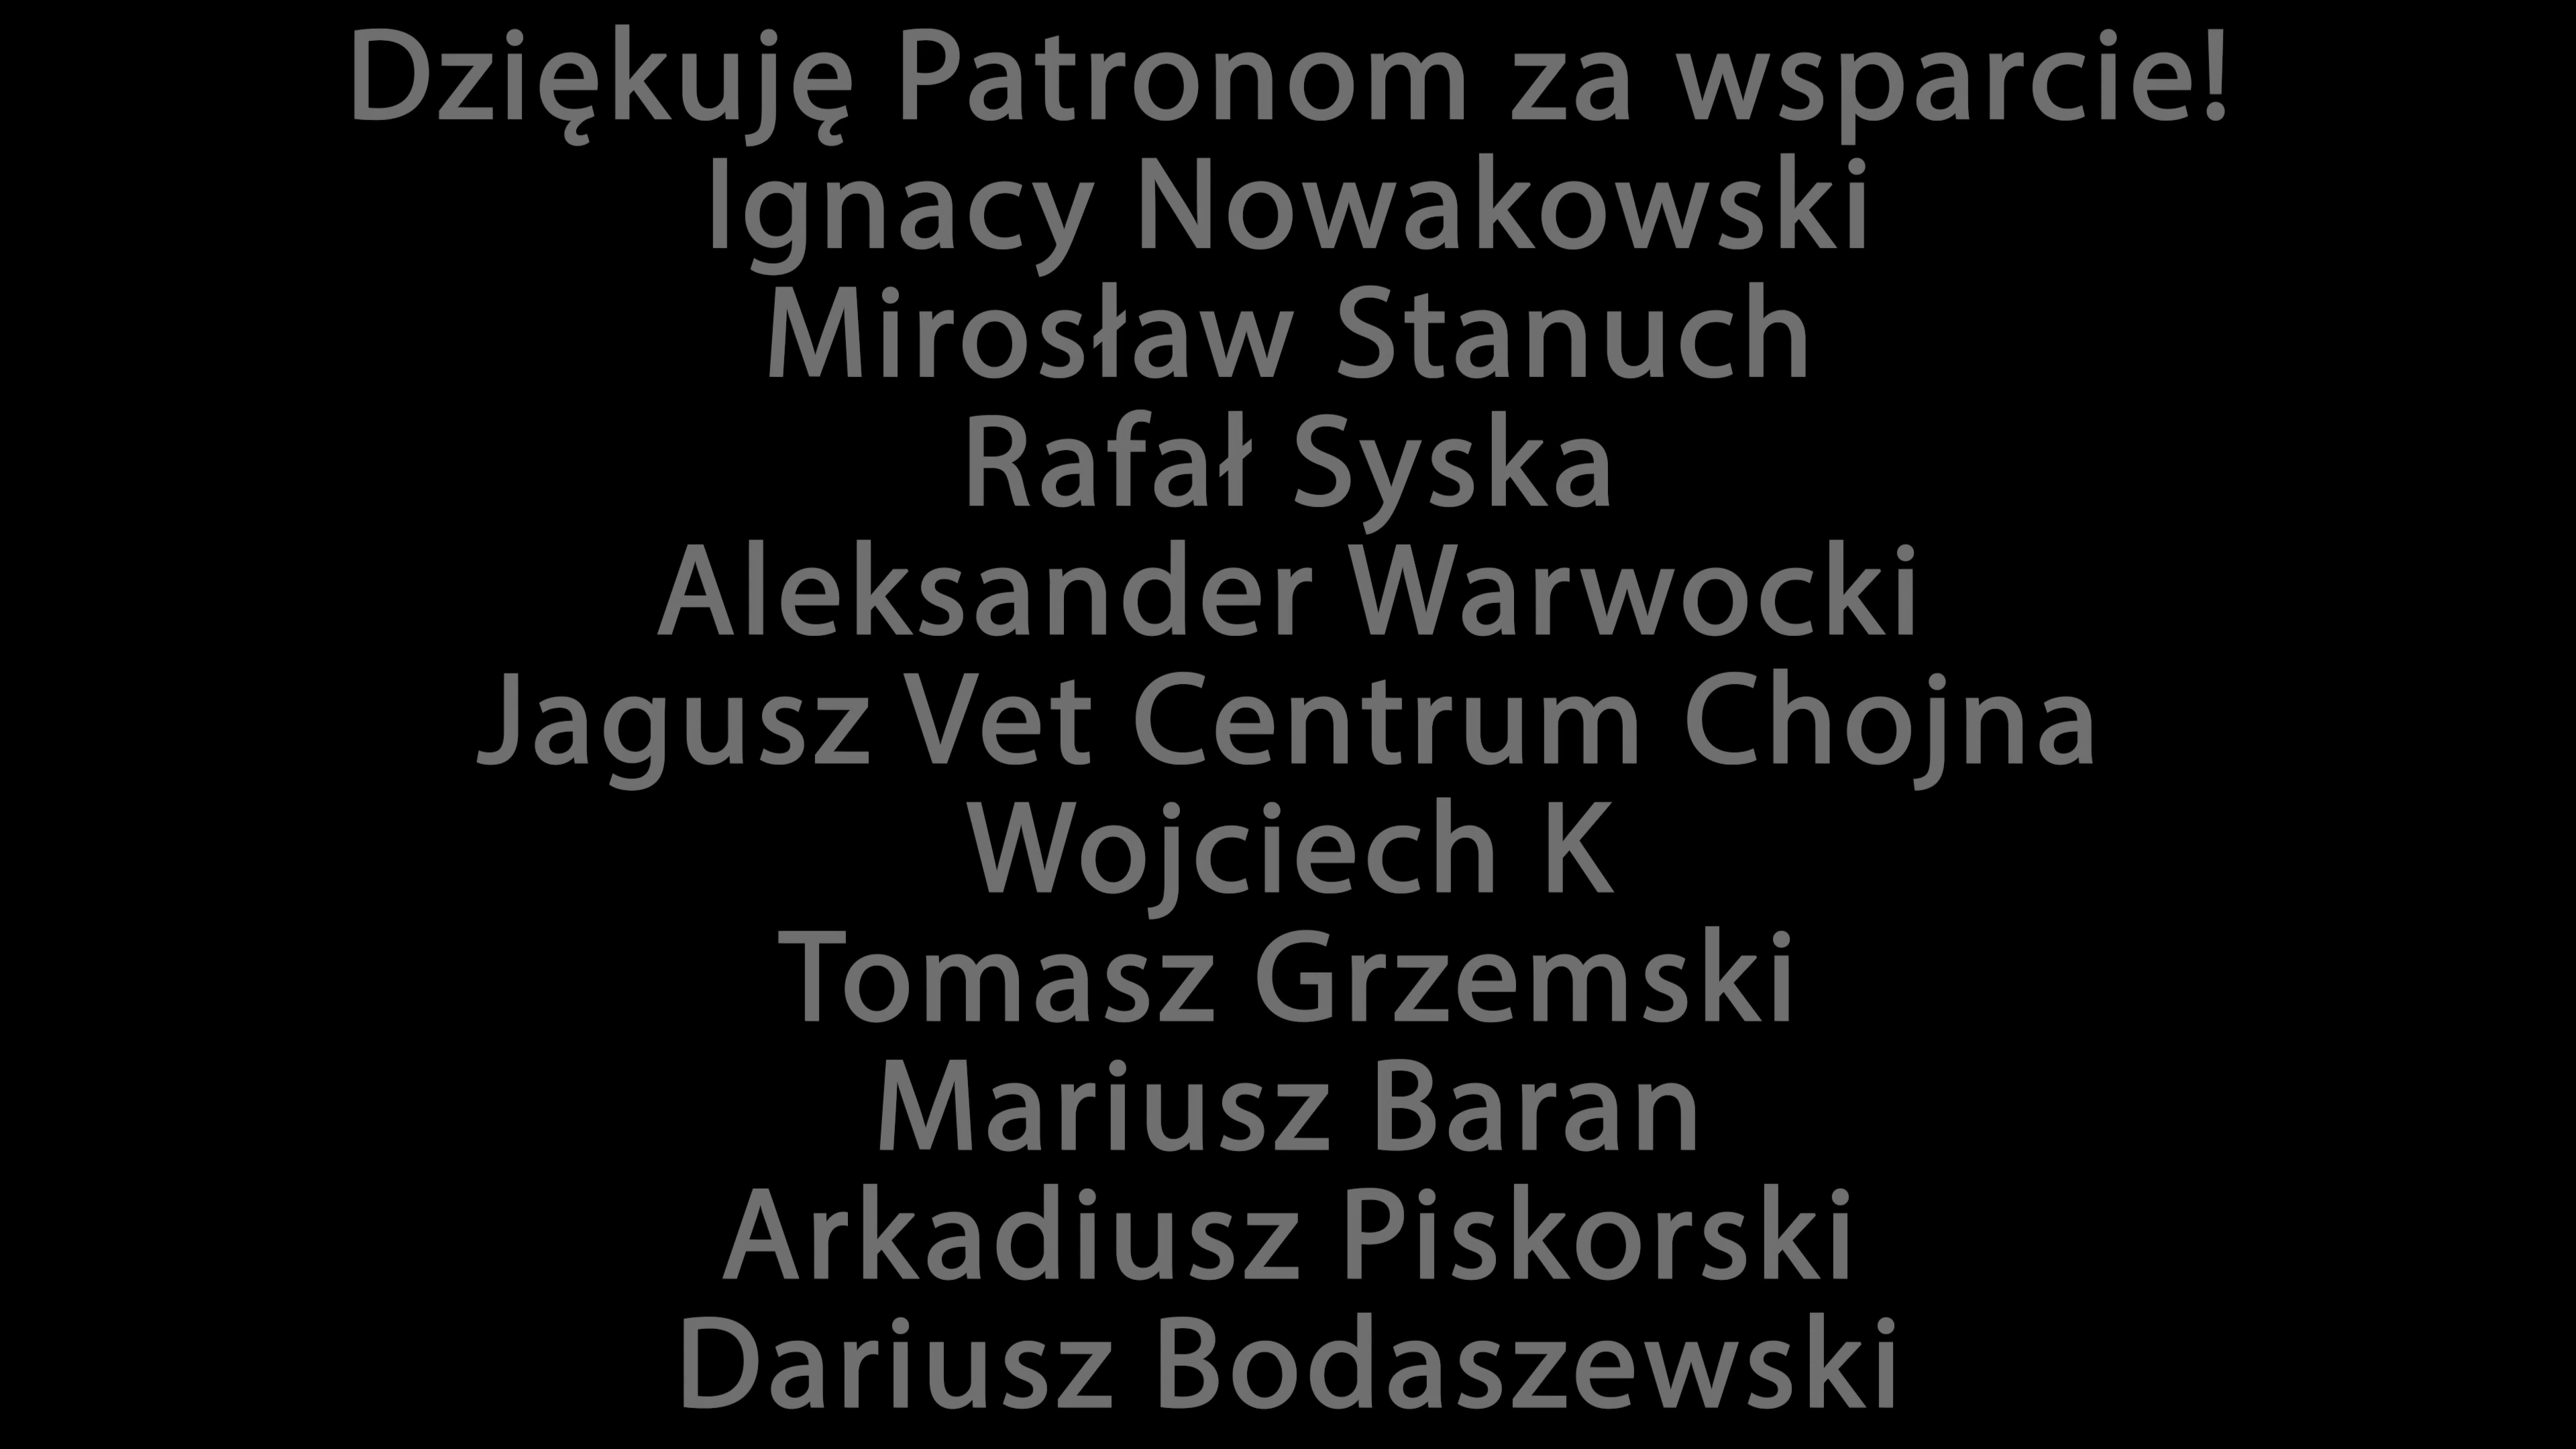 Dziękuję Patronom za wsparcie!
Ignacy Nowakowski
Mirosław Stanuch
Rafał Syska
Aleksander Warwocki
Jagusz Vet Centrum Chojna
Wojciech K
Tomasz Grzemski
Mariusz Baran
Arkadiusz Piskorski
Dariusz Bodaszewski